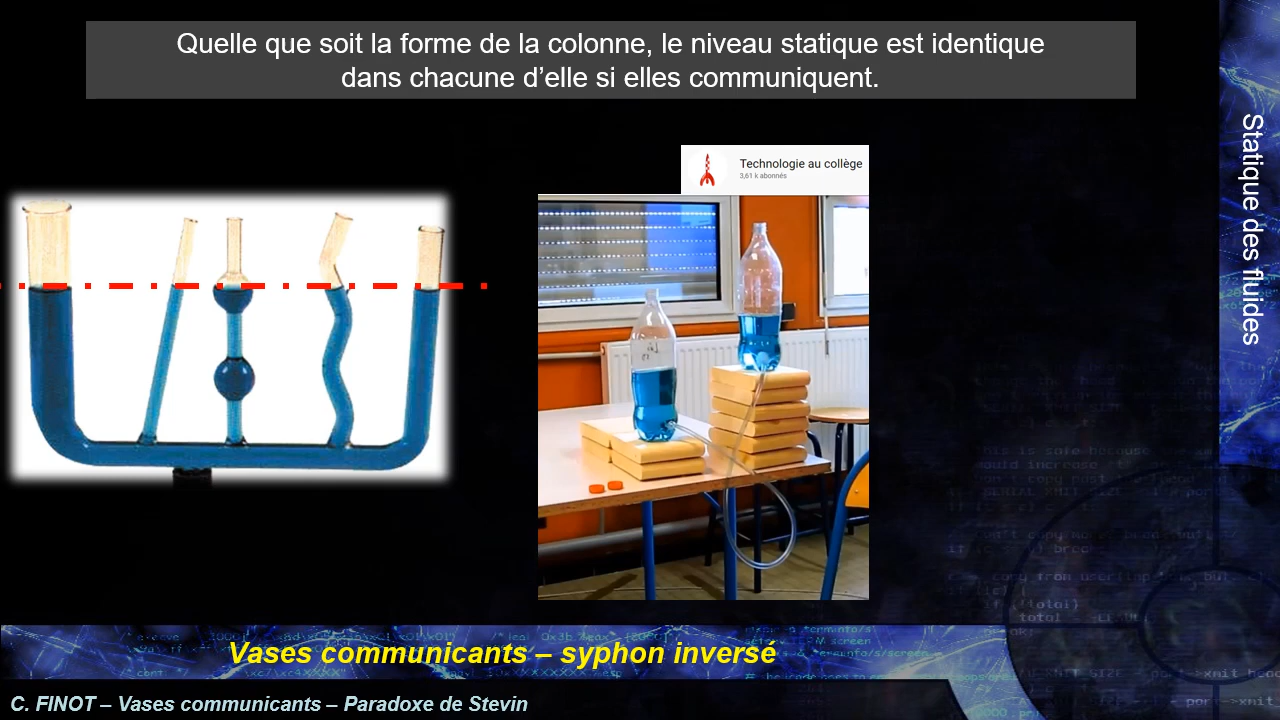 Quelle que soit la forme de la colonne, le niveau statique est identique
dans chacune d’elle si elles communiquent.
Statique des fluides
Technologie au collège
3,61 k abonnés
Vases communicants – syphon inversé
C. FINOT – Vases communicants – Paradoxe de Stevin